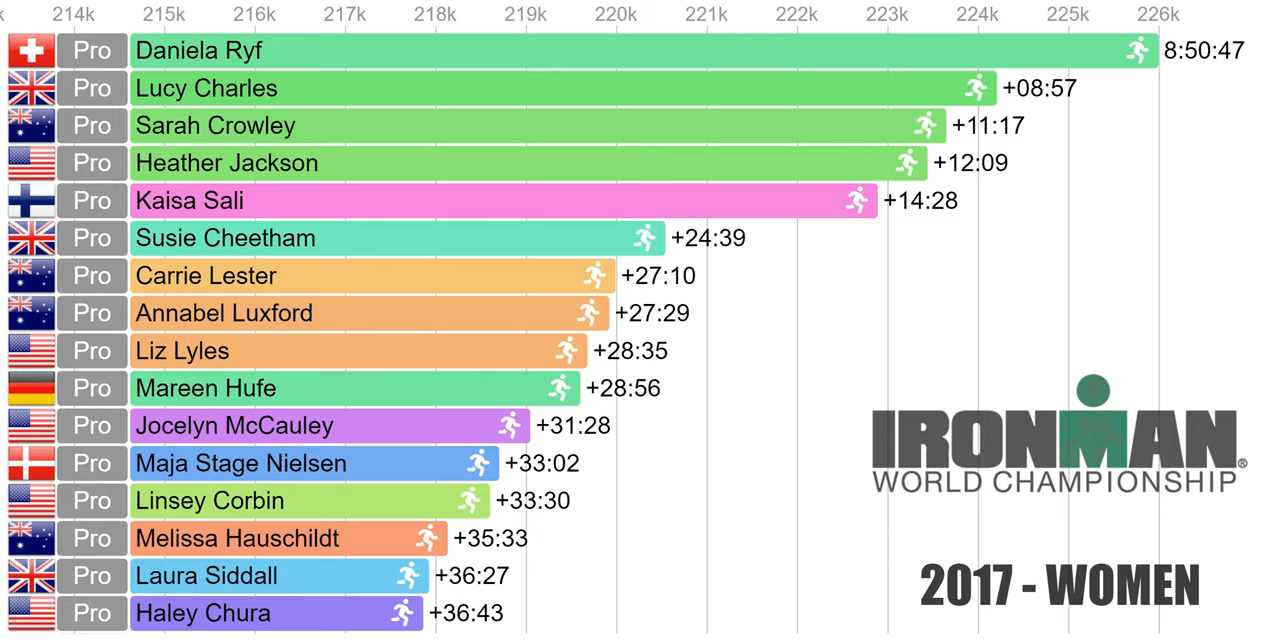 k 214k 215k 216k 217k 218k 219k 220k 221k 222k 223k 224k 225k 226k
Pro Daniela Ryf 8:50:47
Pro Lucy Charles +08:57
Pro Sarah Crowley +11:17
Pro Heather Jackson +12:09
Pro Kaisa Sali +14:28
Pro Susie Cheetham +24:39
Pro Carrie Lester +27:10
Pro Annabel Luxford +27:29
Pro Liz Lyles +28:35
Pro Mareen Hufe +28:56
Pro Jocelyn McCauley +31:28
Pro Maja Stage Nielsen +33:02
Pro Linsey Corbin +33:30
Pro Melissa Hauschildt +35:33
Pro Laura Siddall +36:27
Pro Haley Chura +36:43
IRONMAN®
WORLD CHAMPIONSHIP
2017 - WOMEN